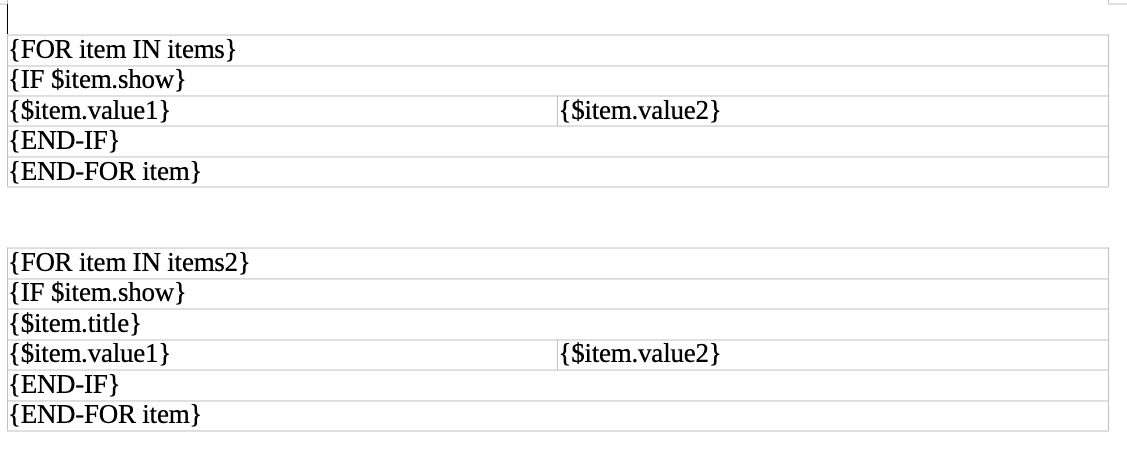 {FOR item IN items}
{IF $item.show}
{$item.value1} {$item.value2}
{END-IF}
{END-FOR item}
{FOR item IN items2}
{IF $item.show}
{$item.title}
{$item.value1} {$item.value2}
{END-IF}
{END-FOR item}